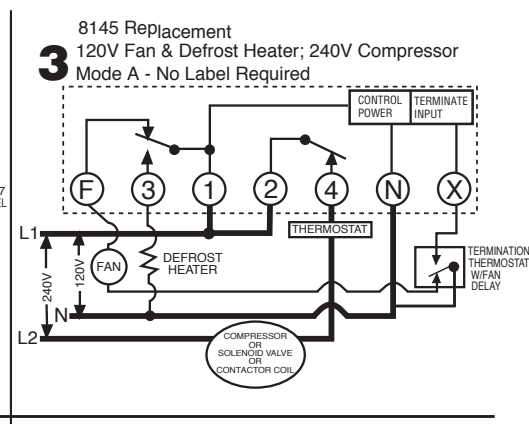 8145 Replacement
3
120V Fan & Defrost Heater; 240V Compressor
Mode A - No Label Required
CONTROL POWER
TERMINATE INPUT
F
3
1
2
4
N
X
7
EL
L1
THERMOSTAT
FAN
DEFROST
HEATER
TERMINATION
THERMOSTAT
W/FAN
DELAY
240V
120V
N
L2
COMPRESSOR
OR
SOLENOID VALVE
OR
CONTACTOR COIL